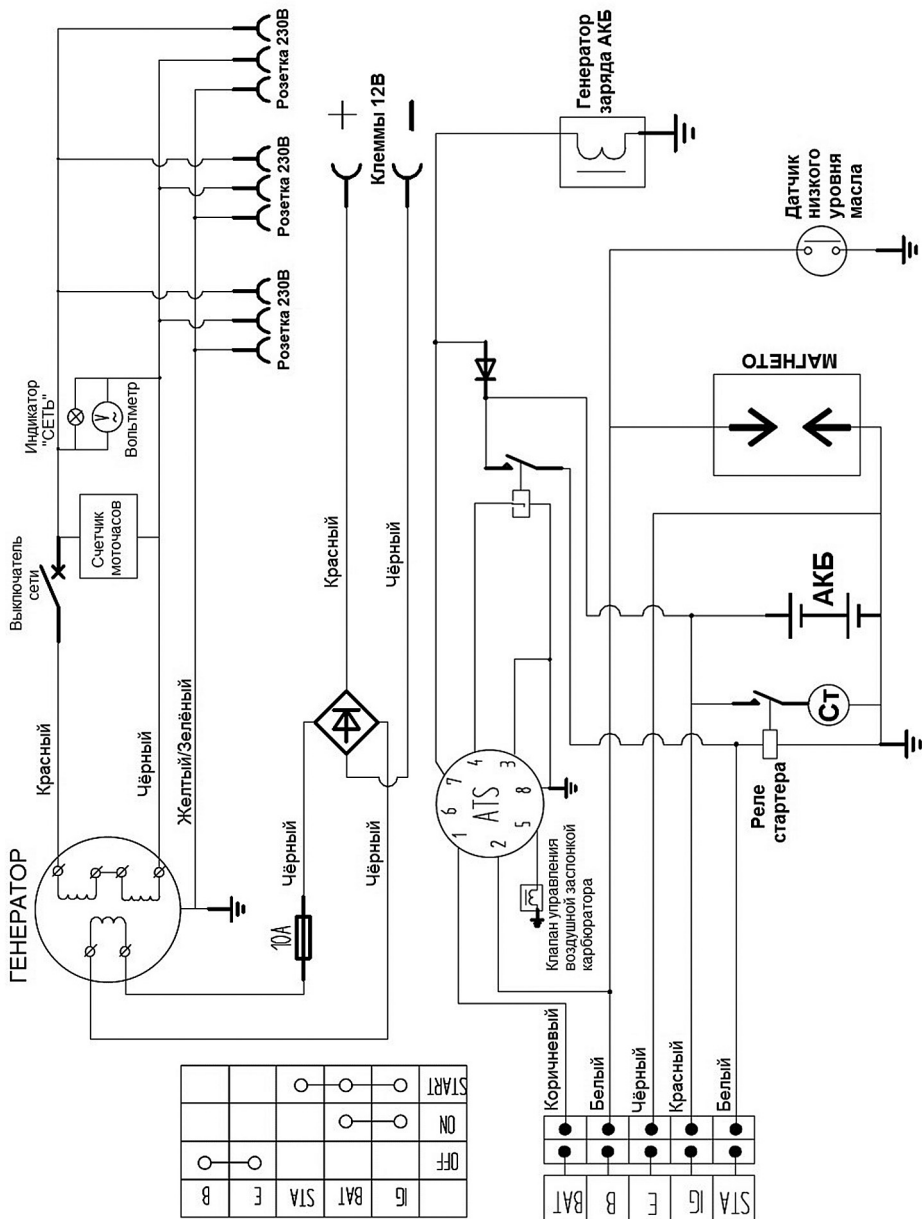 ГЕНЕРАТОР
Красный
Чёрный
Желтый/Зелёный
Выключатель
сети
Счетчик
моточасов
Индикатор
"СЕТЬ"
V
Вольтметр
Розетка 230В
Розетка 230В
Розетка 230В
10А
Чёрный
Чёрный
Красный
Чёрный
+
Клеммы 12В
−
B
E
STA
BAT
IG
OFF
ON
START
ATS
1
6
7
4
3
8
5
2
Клапан управления
воздушной заспонкой
карбюратора
Генератор
заряда АКБ
Датчик
низкого
уровня
масла
МАГНЕТО
АКБ
Ст
Реле
стартера
Коричневый
Белый
Чёрный
Красный
Белый
BAT
B
E
IG
STA